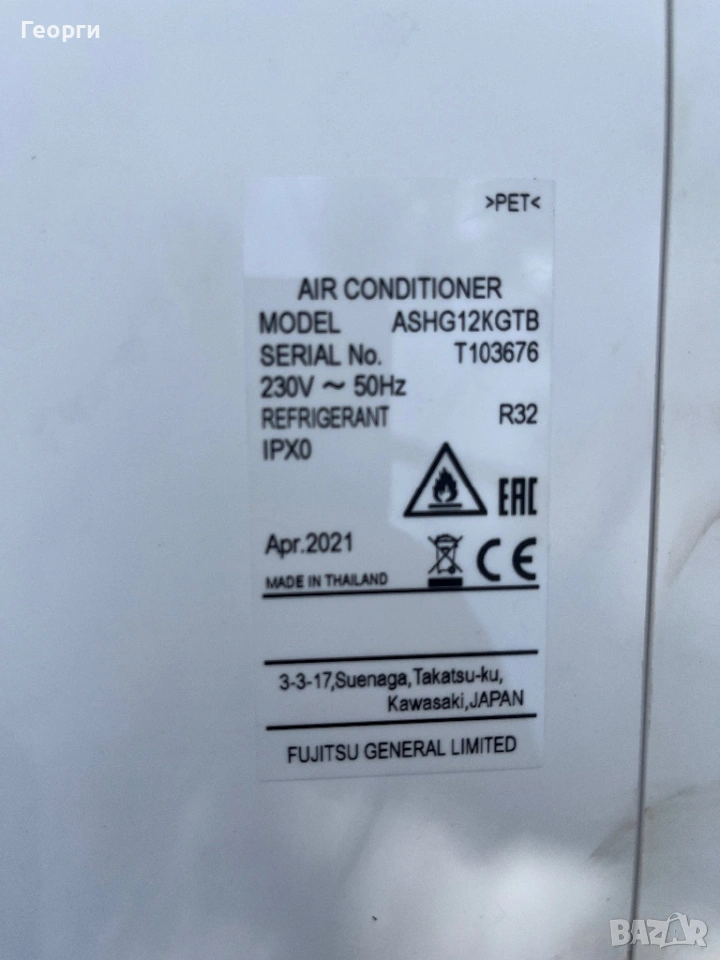 Георги
>PET<
AIR CONDITIONER
MODEL ASHG12KGTB
SERIAL No. T103676
230V ~ 50Hz
REFRIGERANT R32
IPX0
EAC
Apr.2021
CE
MADE IN THAILAND
3-3-17,Suenaga,Takatsu-ku,
Kawasaki,JAPAN
FUJITSU GENERAL LIMITED
BAZAR